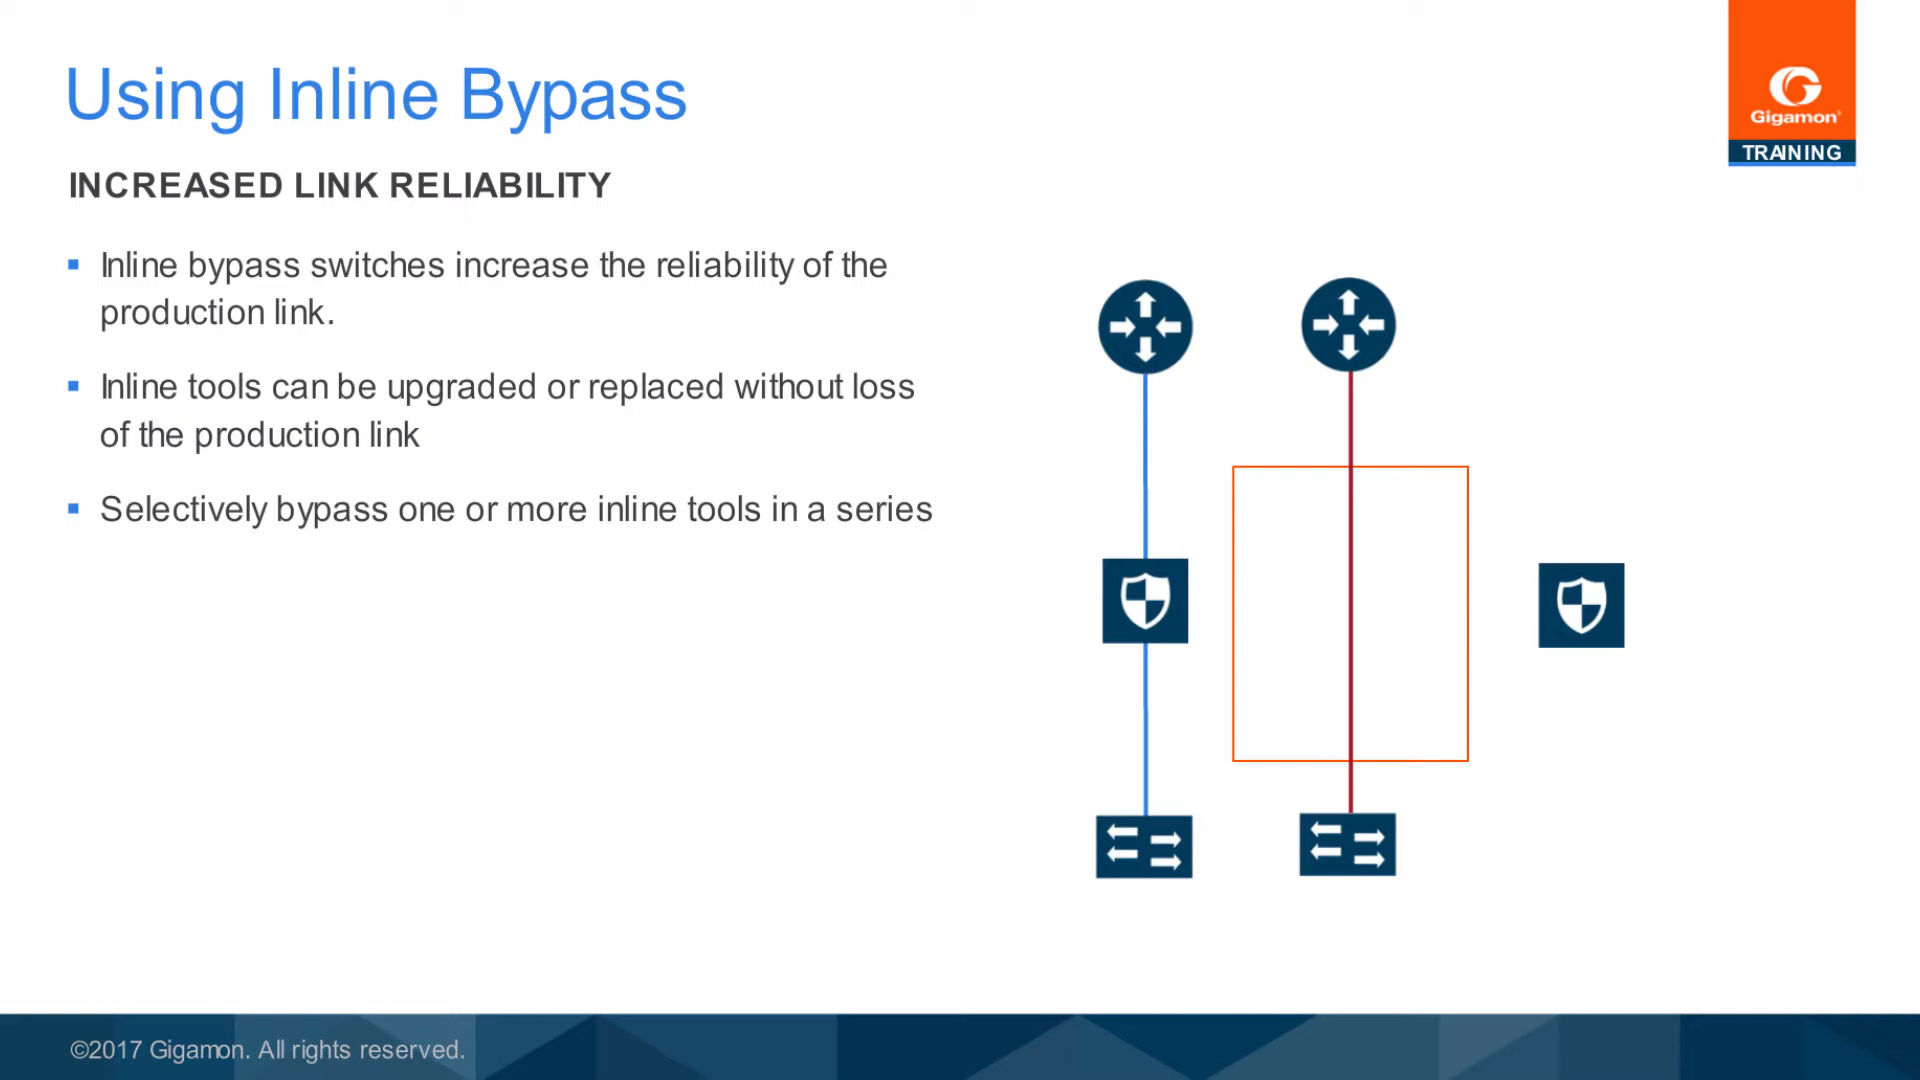 Using Inline Bypass
Gigamon®
TRAINING
INCREASED LINK RELIABILITY
Inline bypass switches increase the reliability of the
production link.
Inline tools can be upgraded or replaced without loss
of the production link
Selectively bypass one or more inline tools in a series
©2017 Gigamon. All rights reserved.